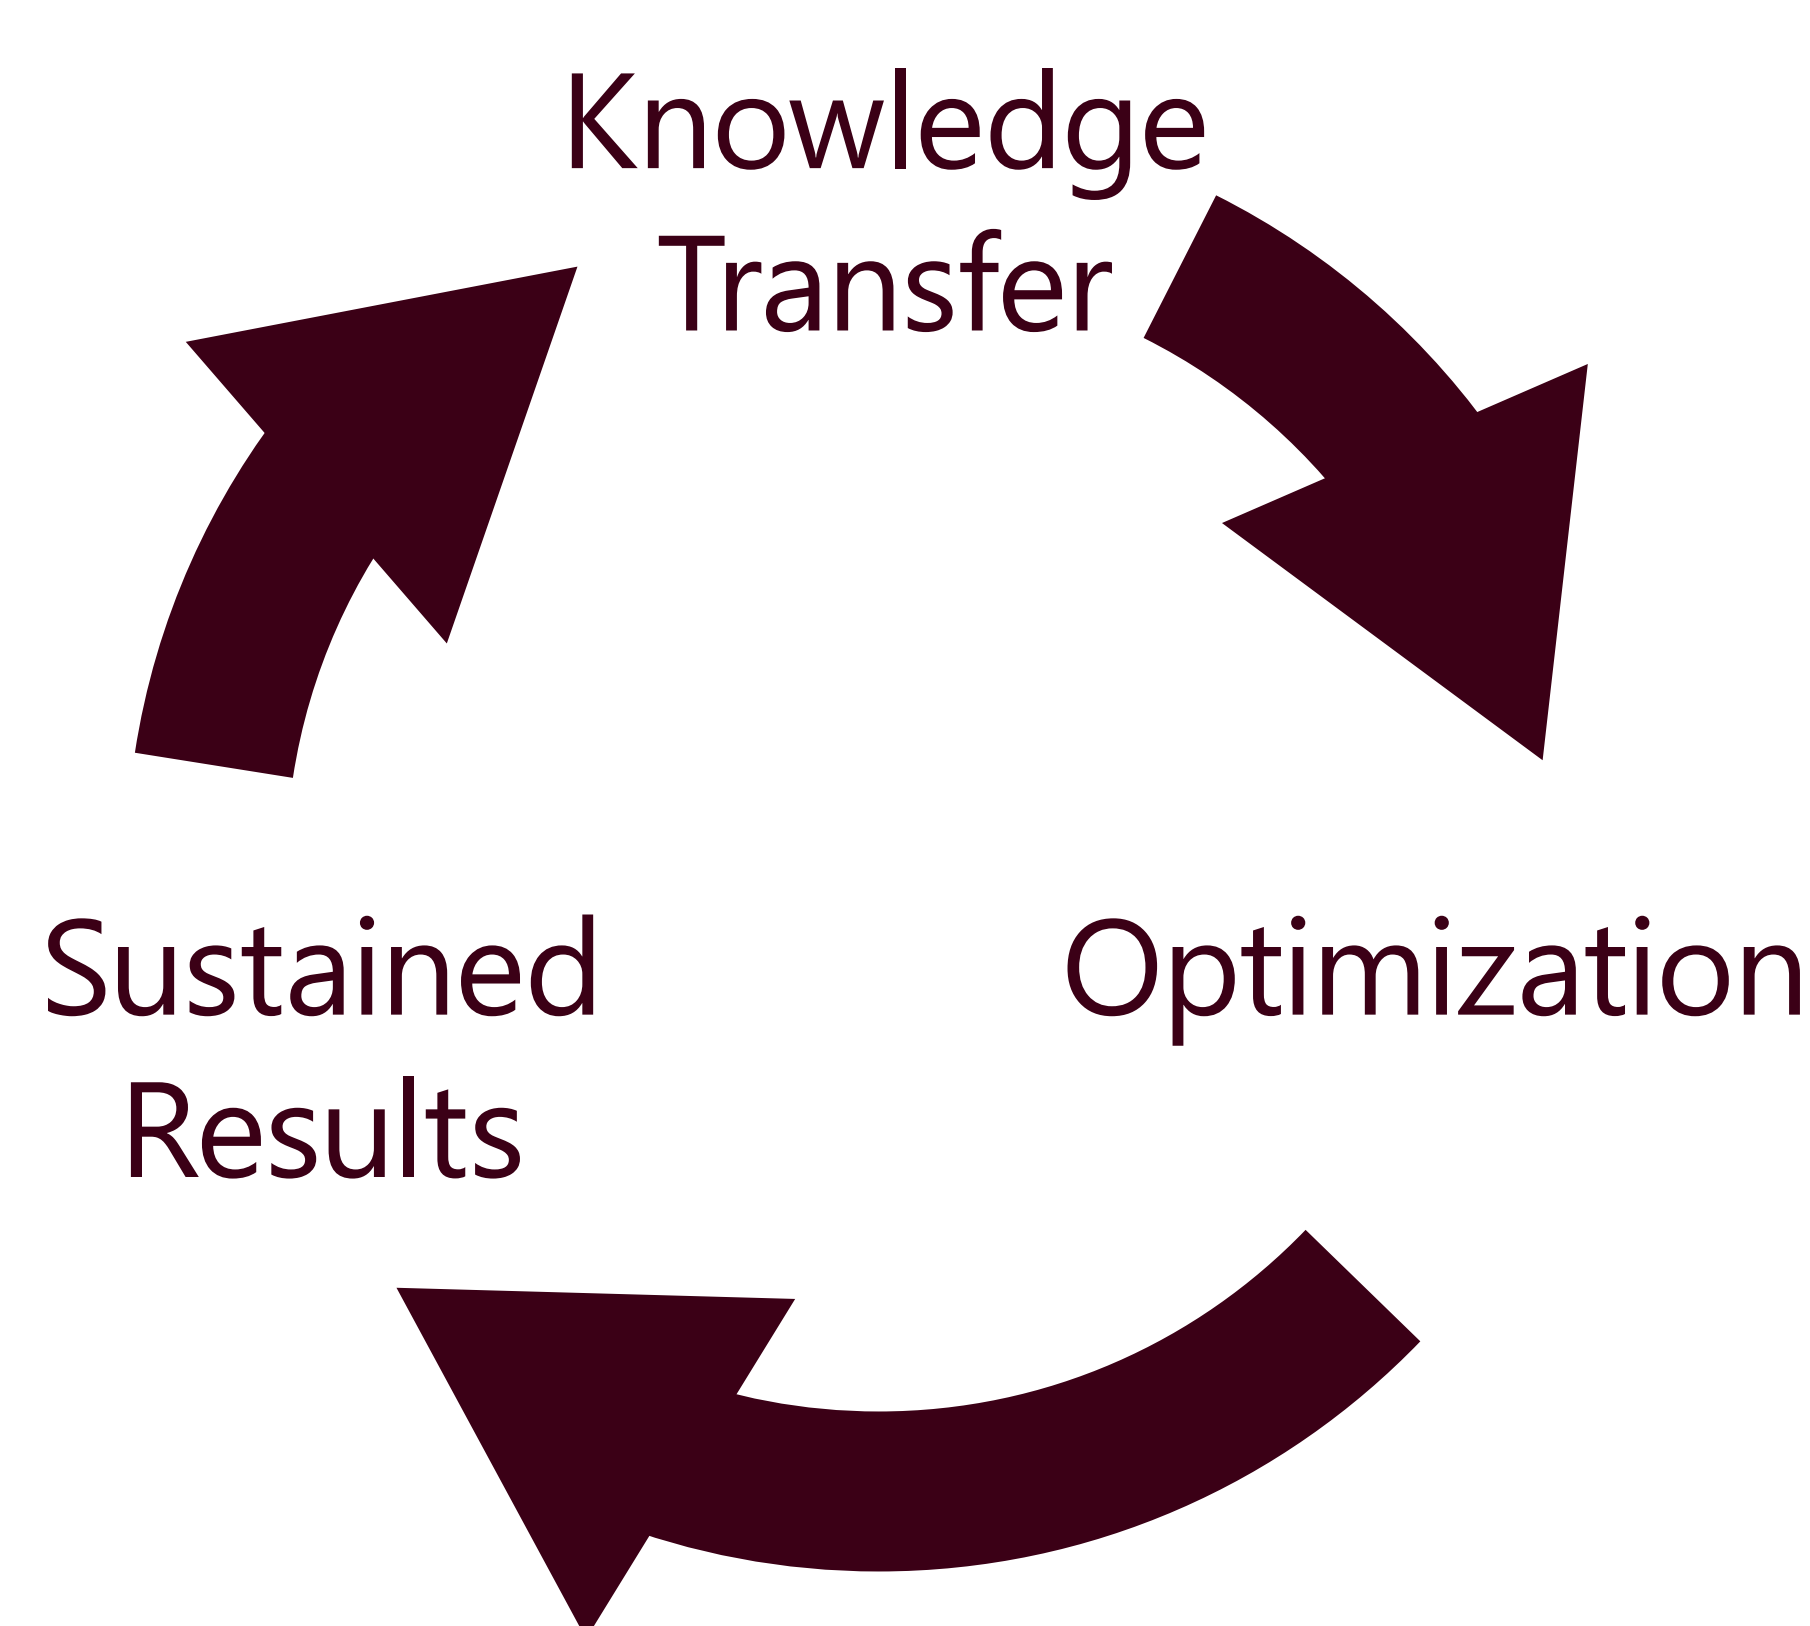 Knowledge
Transfer
Sustained
Results
Optimization